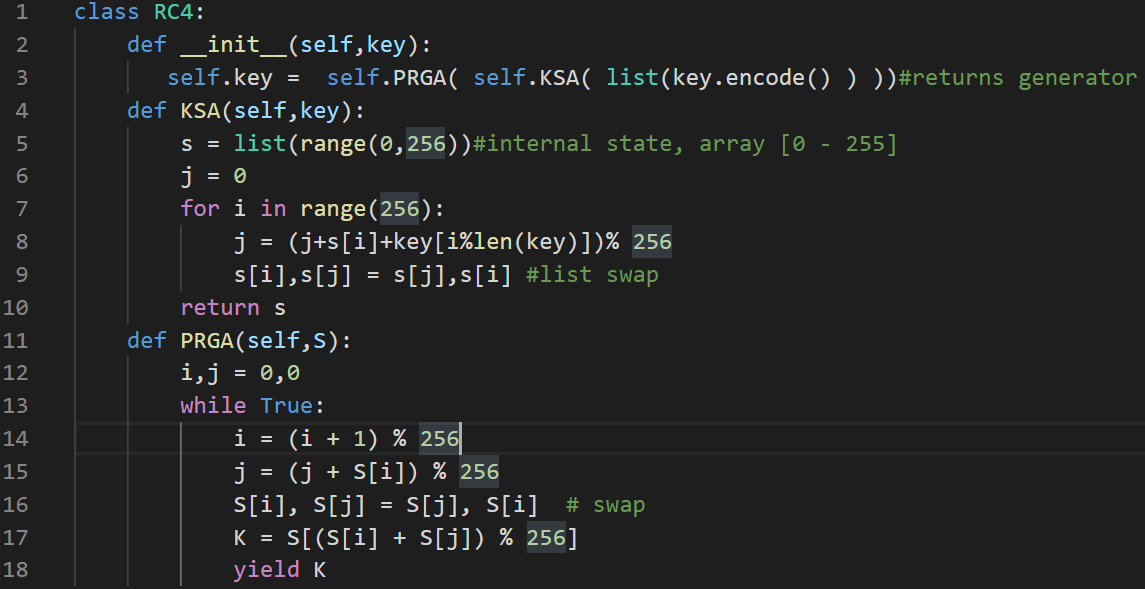 1 class RC4:
2     def __init__(self,key):
3        self.key =  self.PRGA( self.KSA( list(key.encode() ) ))#returns generator
4     def KSA(self,key):
5         s = list(range(0,256))#internal state, array [0 - 255]
6         j = 0
7         for i in range(256):
8             j = (j+s[i]+key[i%len(key)])% 256
9             s[i],s[j] = s[j],s[i] #list swap
10         return s
11     def PRGA(self,S):
12         i,j = 0,0
13         while True:
14             i = (i + 1) % 256
15             j = (j + S[i]) % 256
16             S[i], S[j] = S[j], S[i]  # swap
17             K = S[(S[i] + S[j]) % 256]
18             yield K